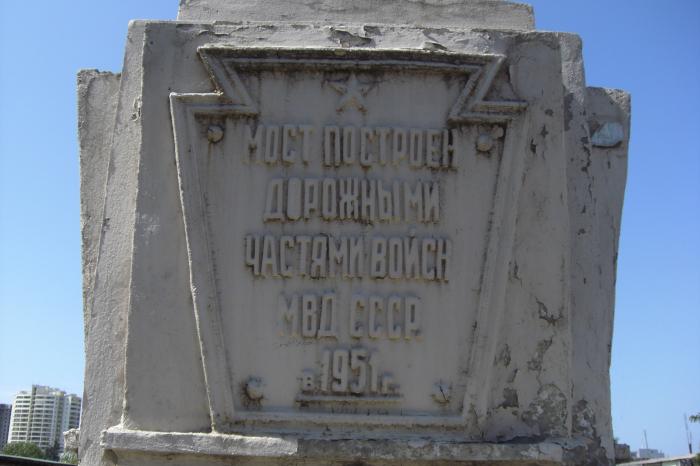 МОСТ ПОСТРОЕН
ДОРОЖНЫМИ
ЧАСТЯМИ ВОЙСК
МВД СССР
в 1951 г.